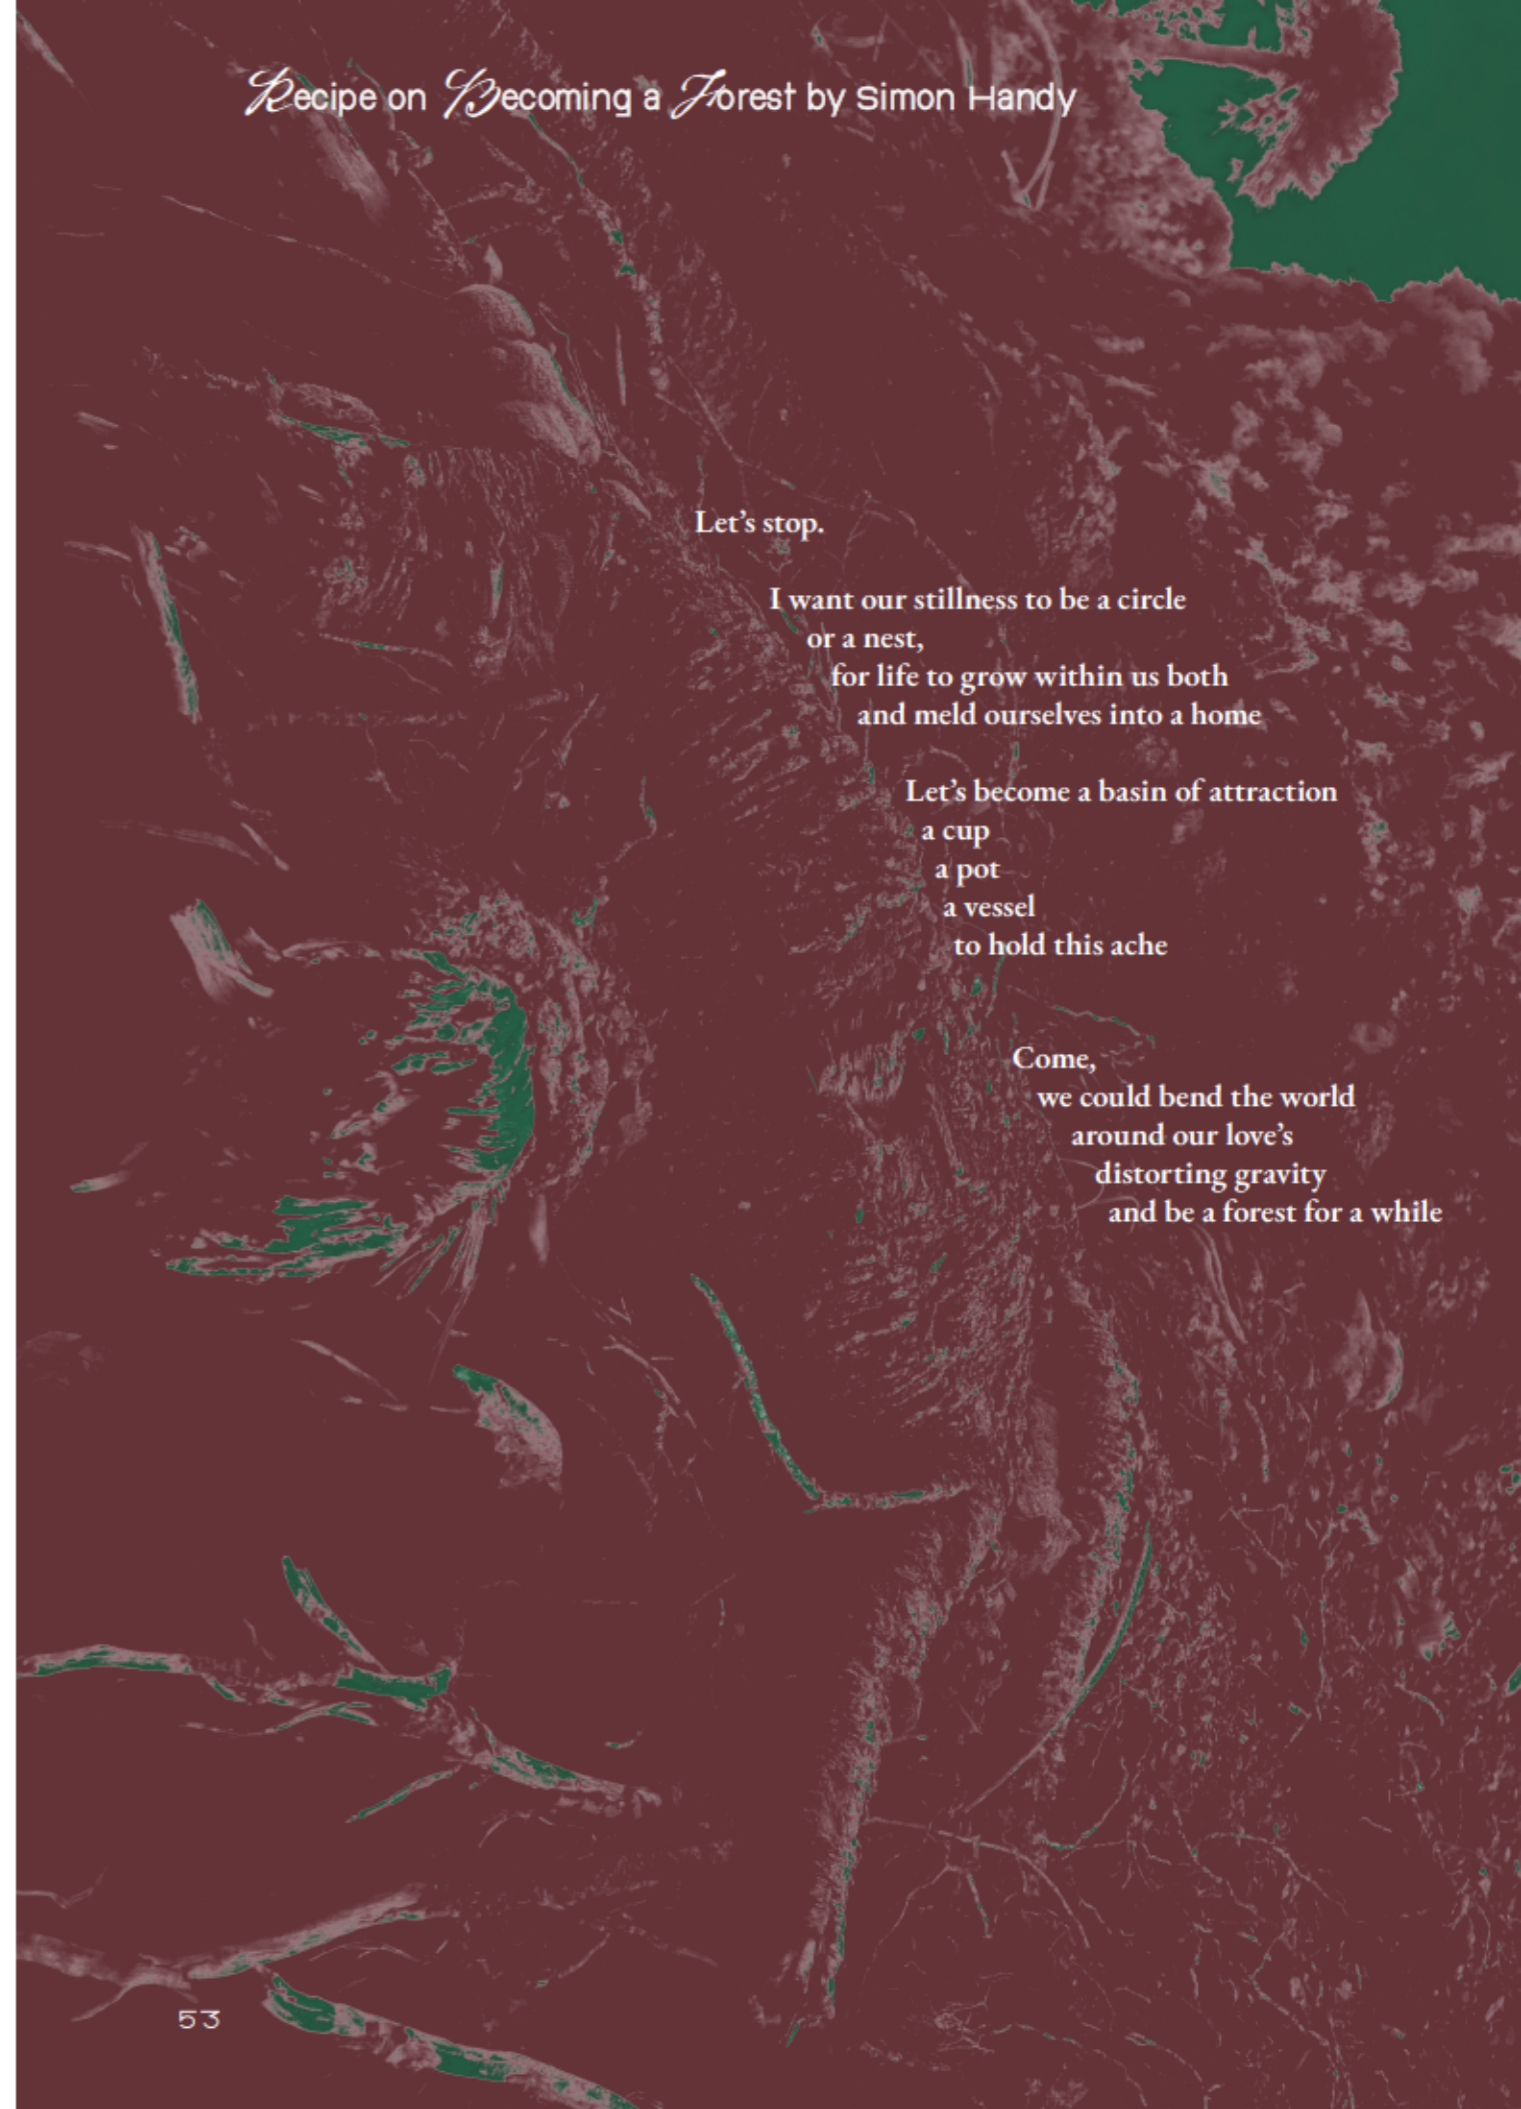 Recipe on Becoming a Forest by Simon Handy
Let’s stop.
I want our stillness to be a circle
or a nest,
for life to grow within us both
and meld ourselves into a home
Let’s become a basin of attraction
a cup
a pot
a vessel
to hold this ache
Come,
we could bend the world
around our love’s
distorting gravity
and be a forest for a while
53